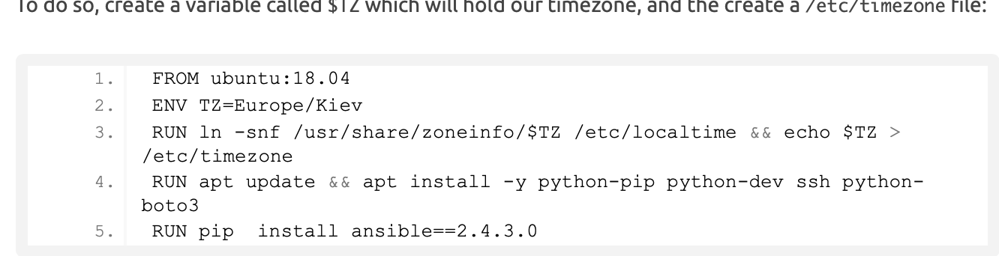 To do so, create a variable called $TZ which will hold our timezone, and the create a /etc/timezone file:
1. FROM ubuntu:18.04
2. ENV TZ=Europe/Kiev
3. RUN ln -snf /usr/share/zoneinfo/$TZ /etc/localtime && echo $TZ >
/etc/timezone
4. RUN apt update && apt install -y python-pip python-dev ssh python-
boto3
5. RUN pip  install ansible==2.4.3.0